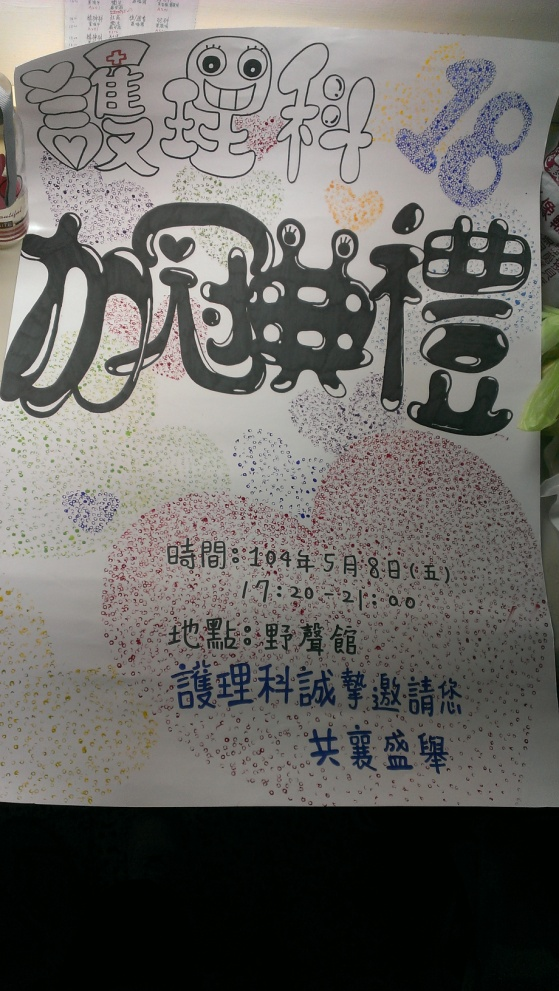 護理科 18
加冠典禮
時間：104年5月8日(五)
17：20-21：00
地點：野聲館
護理科誠摯邀請您
共襄盛舉